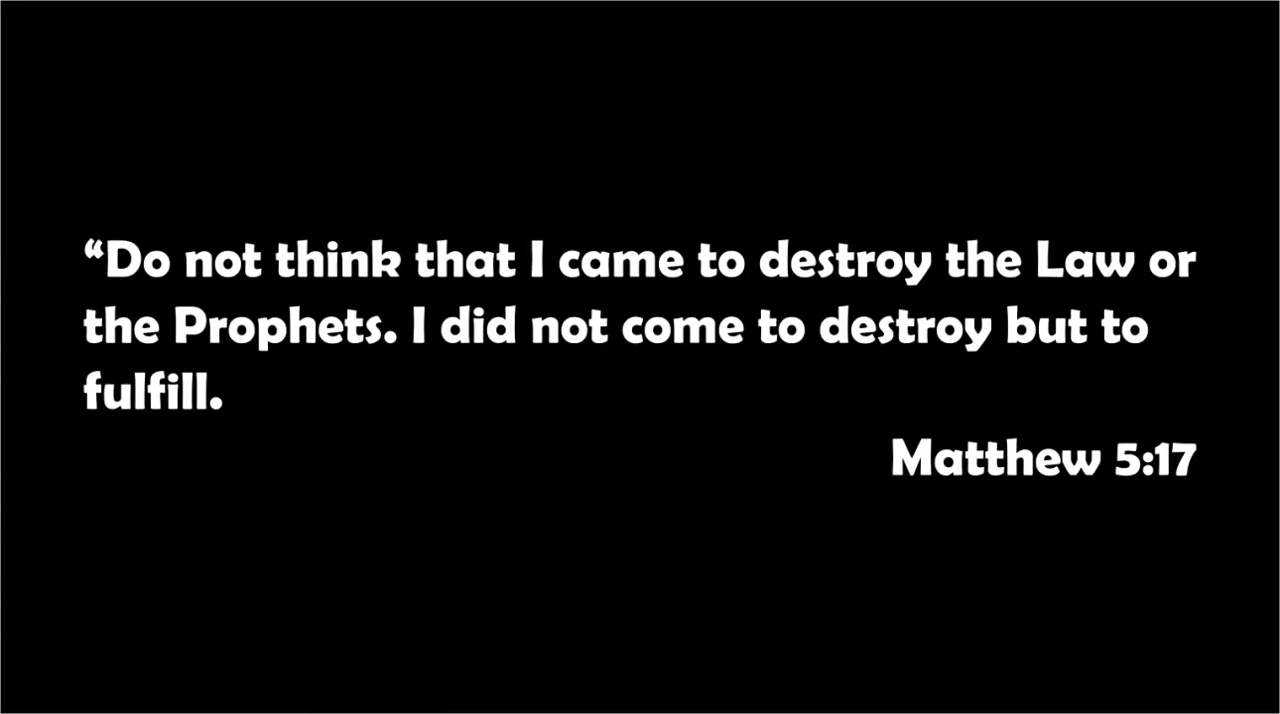 “Do not think that I came to destroy the Law or
the Prophets. I did not come to destroy but to
fulfill.
Matthew 5:17